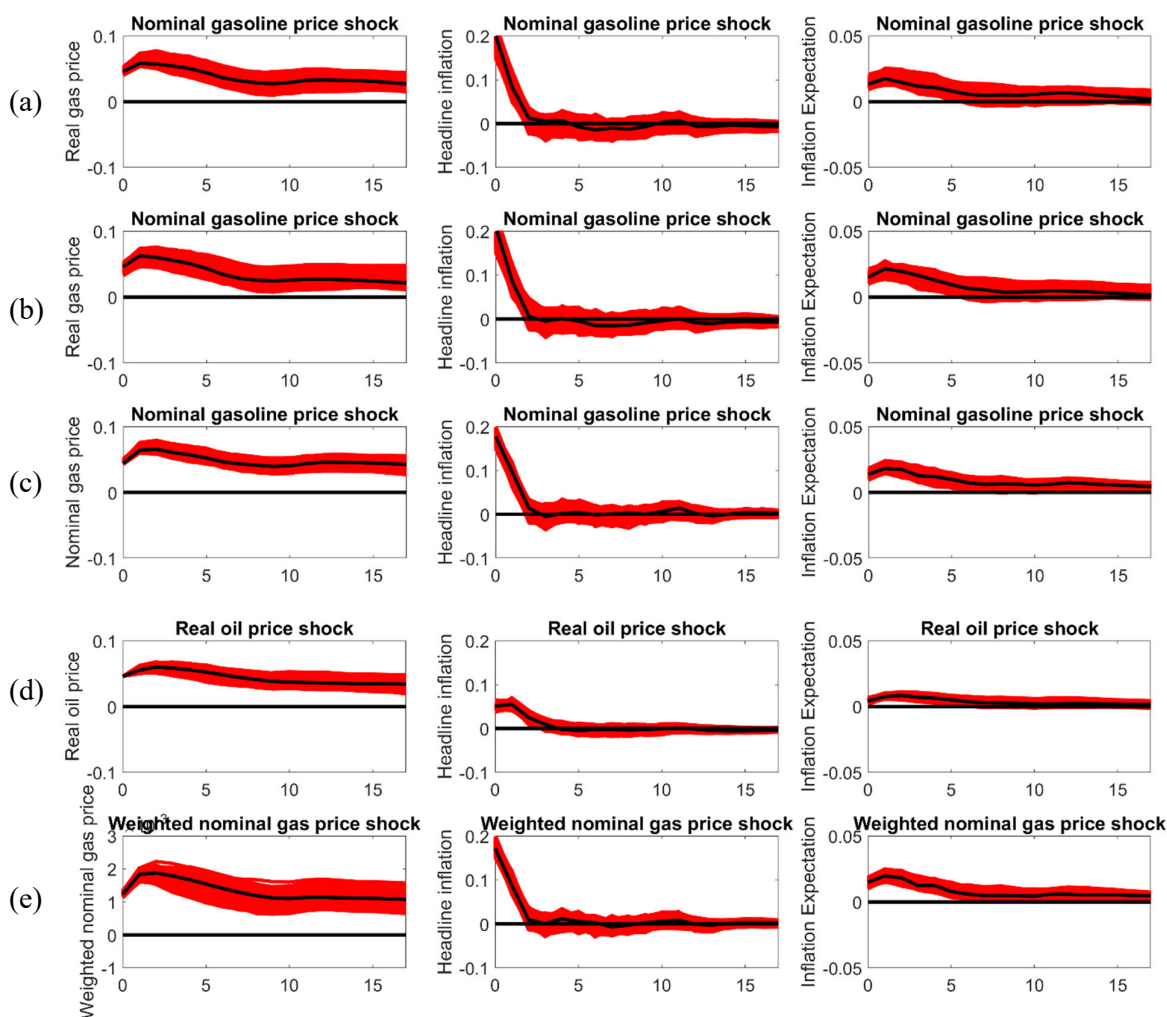 Nominal gasoline price shock Nominal gasoline price shock Nominal gasoline price shock
(a)
Real gas price
0.1
0
-0.1
0 5 10 15
Headline inflation
0.2
0.1
0
-0.1
0 5 10 15
Inflation Expectation
0.05
0
-0.05
0 5 10 15
Nominal gasoline price shock Nominal gasoline price shock Nominal gasoline price shock
(b)
Real gas price
0.1
0
-0.1
0 5 10 15
Headline inflation
0.2
0.1
0
-0.1
0 5 10 15
Inflation Expectation
0.05
0
-0.05
0 5 10 15
Nominal gasoline price shock Nominal gasoline price shock Nominal gasoline price shock
(c)
Nominal gas price
0.1
0
-0.1
0 5 10 15
Headline inflation
0.2
0.1
0
-0.1
0 5 10 15
Inflation Expectation
0.05
0
-0.05
0 5 10 15
Real oil price shock Real oil price shock Real oil price shock
(d)
Real oil price
0.1
0
-0.1
0 5 10 15
Headline inflation
0.2
0.1
0
-0.1
0 5 10 15
Inflation Expectation
0.05
0
-0.05
0 5 10 15
Weighted nominal gas price shock Weighted nominal gas price shock Weighted nominal gas price shock
(e)
Weighted nominal gas price
3
2
1
0
-1
0 5 10 15
Headline inflation
0.2
0.1
0
-0.1
0 5 10 15
Inflation Expectation
0.05
0
-0.05
0 5 10 15